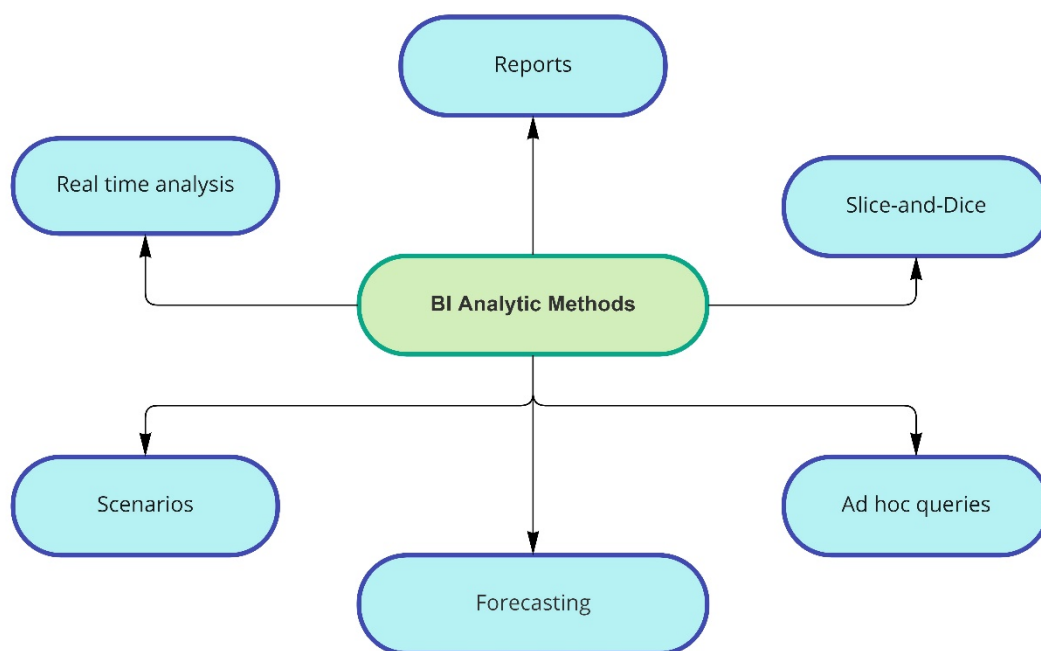 Reports
Real time analysis
Slice-and-Dice
BI Analytic Methods
Scenarios
Ad hoc queries
Forecasting